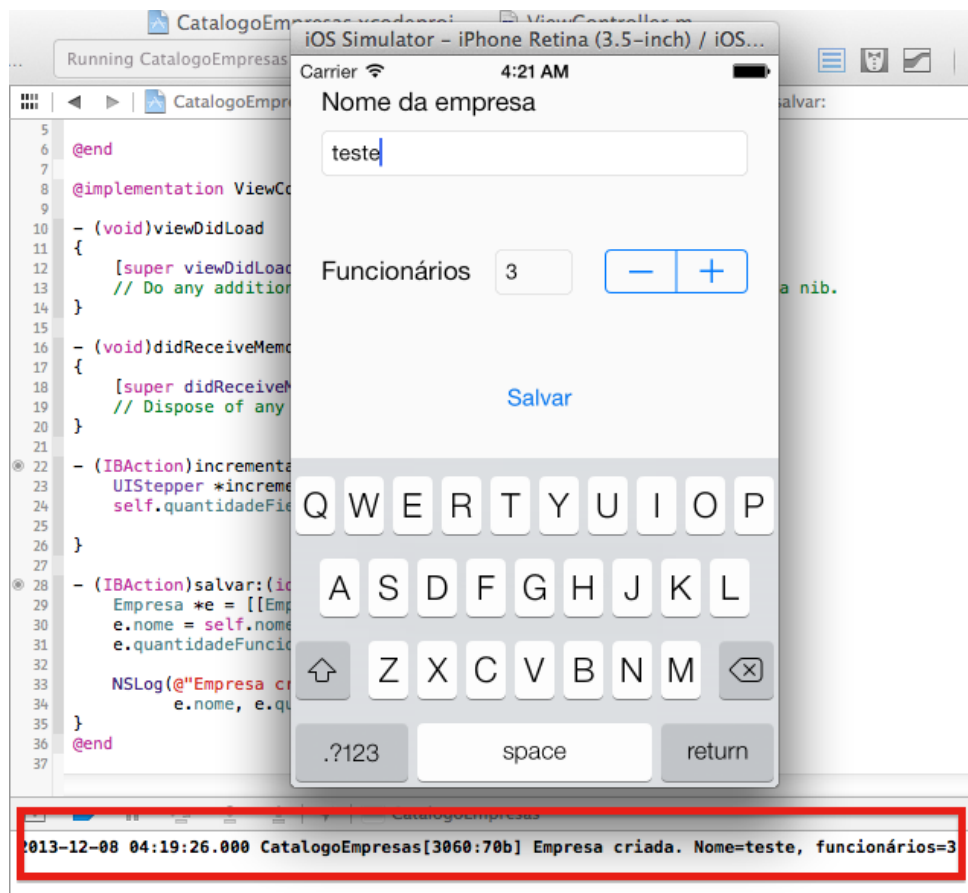 CatalogoEmpresas.xcodeproj ViewController.m
iOS Simulator – iPhone Retina (3.5-inch) / iOS...
... Running CatalogoEmpresas
CatalogoEmpre salvar:
Carrier 4:21 AM
Nome da empresa
teste
Funcionários 3 − +
Salvar
Q W E R T Y U I O P
A S D F G H J K L
Z X C V B N M
.?123 space return
5
6 @end
7
8 @implementation ViewCo
9
10 - (void)viewDidLoad
11 {
12 [super viewDidLoad
13 // Do any addition a nib.
14 }
15
16 - (void)didReceiveMemo
17 {
18 [super didReceiveM
19 // Dispose of any
20 }
21
22 - (IBAction)incrementa
23 UIStepper *increme
24 self.quantidadeFie
25
26 }
27
28 - (IBAction)salvar:(id
29 Empresa *e = [[Emp
30 e.nome = self.nome
31 e.quantidadeFuncio
32
33 NSLog(@"Empresa cr
34 e.nome, e.qu
35 }
36 @end
37
CatalogoEmpresas
2013-12-08 04:19:26.000 CatalogoEmpresas[3060:70b] Empresa criada. Nome=teste, funcionários=3